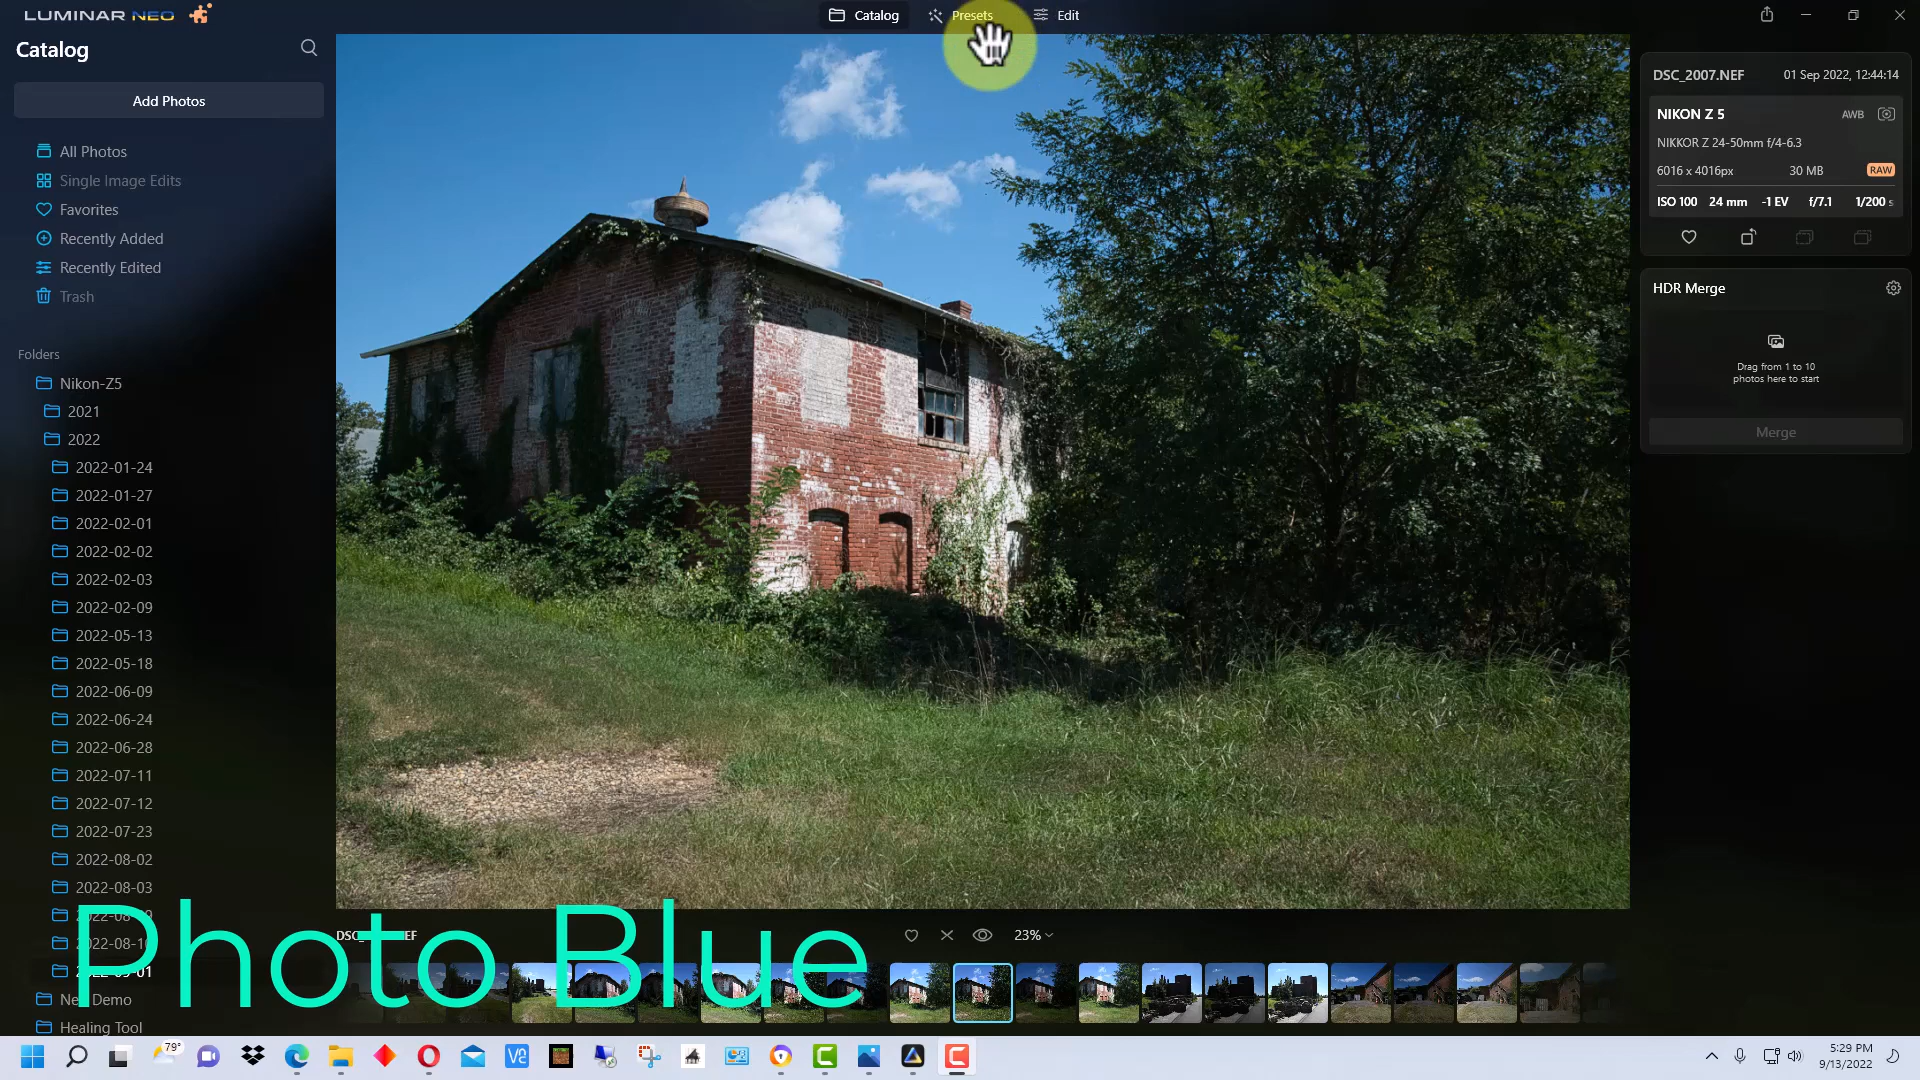 LUMINAR NEO
Catalog
Presets
Edit
Catalog
Add Photos
All Photos
Single Image Edits
Favorites
Recently Added
Recently Edited
Trash
Folders
Nikon-Z5
2021
2022
2022-01-24
2022-01-27
2022-02-01
2022-02-02
2022-02-03
2022-02-09
2022-05-13
2022-05-18
2022-06-09
2022-06-24
2022-06-28
2022-07-11
2022-07-12
2022-07-23
2022-08-02
2022-08-03
Demo
Healing Tool
DSC_2007.NEF
01 Sep 2022, 12:44:14
NIKON Z 5
AWB
NIKKOR Z 24-50mm f/4-6.3
6016 x 4016px
30 MB
RAW
ISO 100
24 mm
-1 EV
f/7.1
1/200 s
HDR Merge
Drag from 1 to 10
photos here to start
Merge
23%
Photo Blue
79°
5:29 PM
9/13/2022